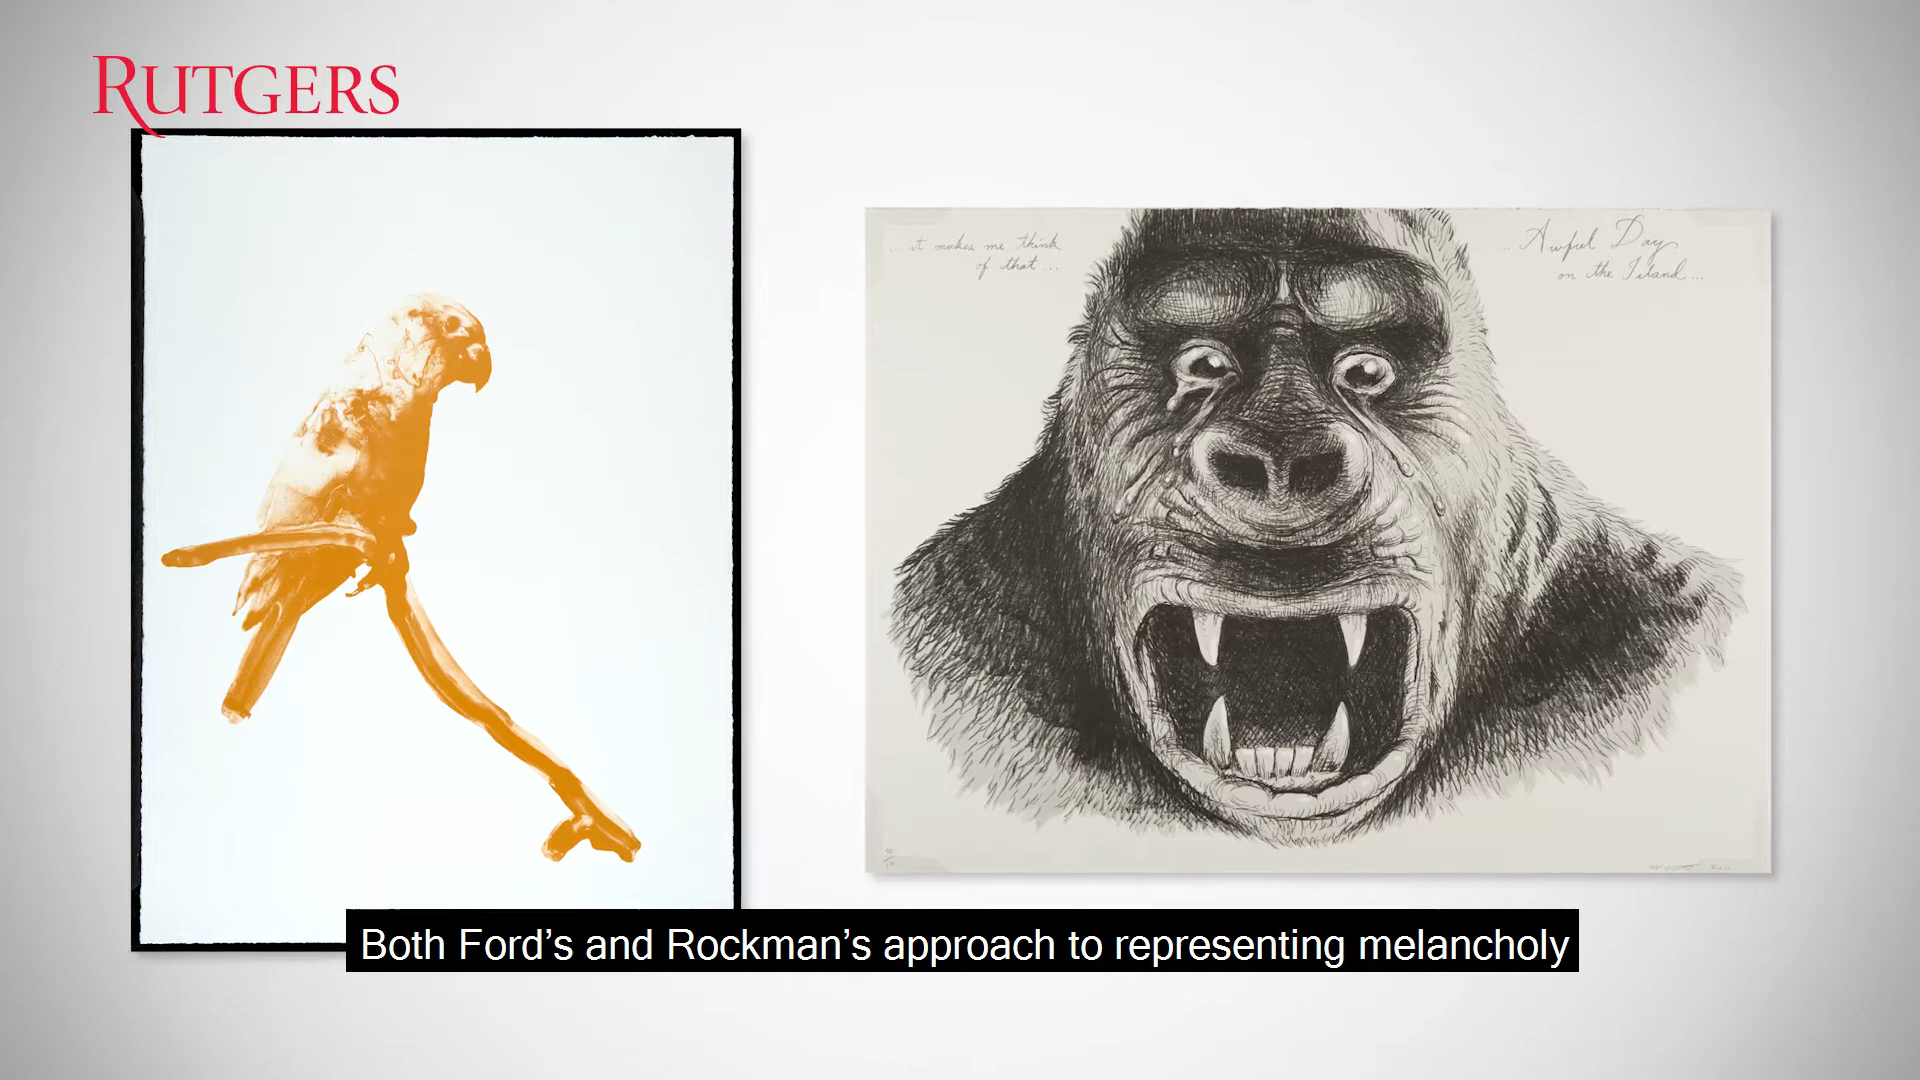 RUTGERS
... it makes me think
of that ...
... Awful Day
on the Island ...
Both Ford’s and Rockman’s approach to representing melancholy